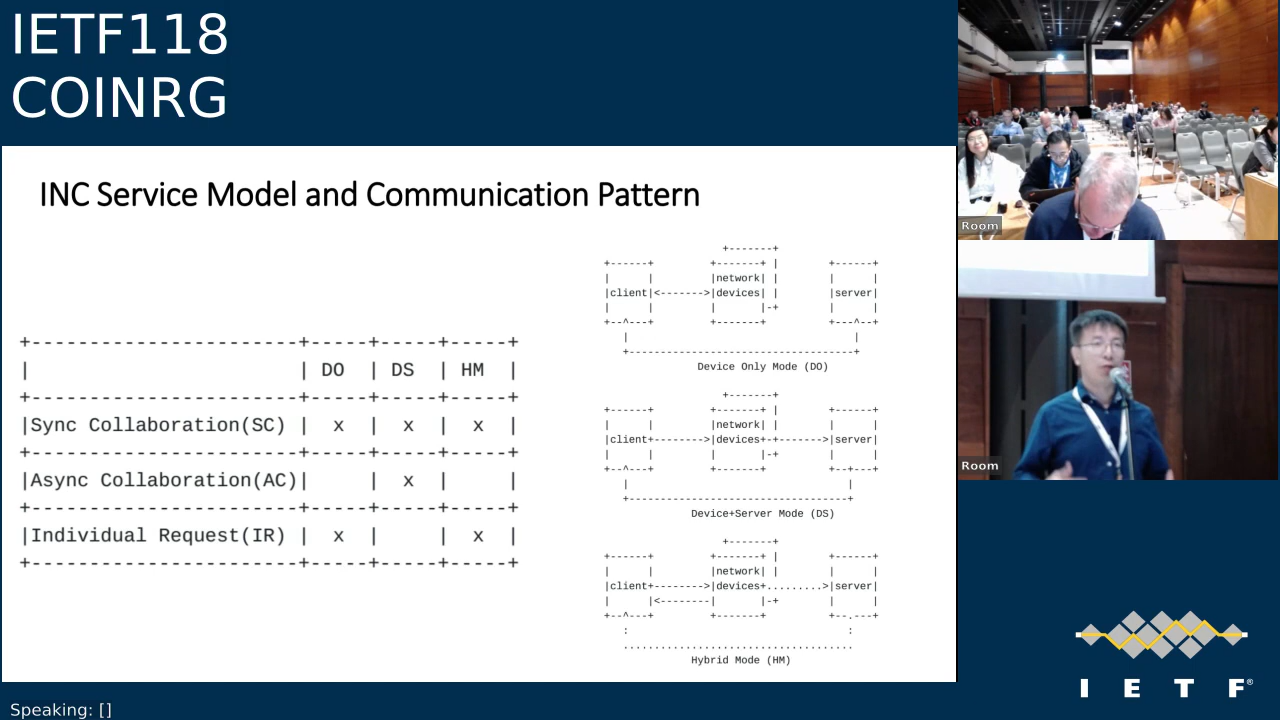 IETF118
COINRG
INC Service Model and Communication Pattern
+-----------------------+-----+-----+-----+
|                       | DO  | DS  | HM  |
+-----------------------+-----+-----+-----+
|Sync Collaboration(SC) |  x  |  x  |  x  |
+-----------------------+-----+-----+-----+
|Async Collaboration(AC)|     |  x  |     |
+-----------------------+-----+-----+-----+
|Individual Request(IR) |  x  |     |  x  |
+-----------------------+-----+-----+-----+
                +-------+
+------+       +-------+ |       +------+
|      |       |network| |       |      |
|client|<------->|devices| |       |server|
|      |       |       |-+       |      |
+--^---+       +-------+         +---^--+
   |                               |
   +--------------------------------------+
Device Only Mode (DO)
                +-------+
+------+       +-------+ |       +------+
|      |       |network| |       |      |
|client+-------->|devices+-+------->|server|
|      |       |       |-+       |      |
+--^---+       +-------+         +--+---+
   |                               |
   +-------------------------------------+
Device+Server Mode (DS)
                +-------+
+------+       +-------+ |       +------+
|      |       |network| |       |      |
|client+-------->|devices+.........>|server|
|      |<--------|       |-+       |      |
+--^---+       +-------+         +--.---+
   :                               :
   .......................................
Hybrid Mode (HM)
Room
Room
IETF®
Speaking: []